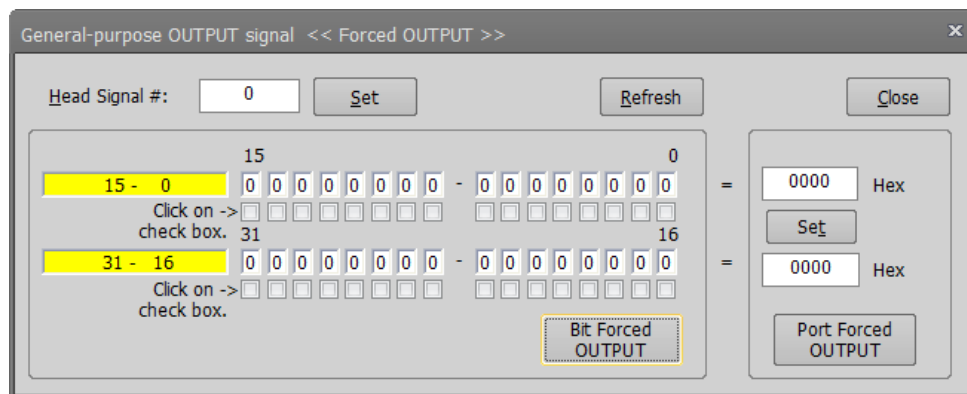 General-purpose OUTPUT signal << Forced OUTPUT >>
x
Head Signal #: 0 Set Refresh Close
15 0
15 - 0 0 0 0 0 0 0 0 0 - 0 0 0 0 0 0 0 0 = 0000 Hex
Click on ->
check box. 31 16 Set
31 - 16 0 0 0 0 0 0 0 0 - 0 0 0 0 0 0 0 0 = 0000 Hex
Click on ->
check box.
Bit Forced
OUTPUT
Port Forced
OUTPUT